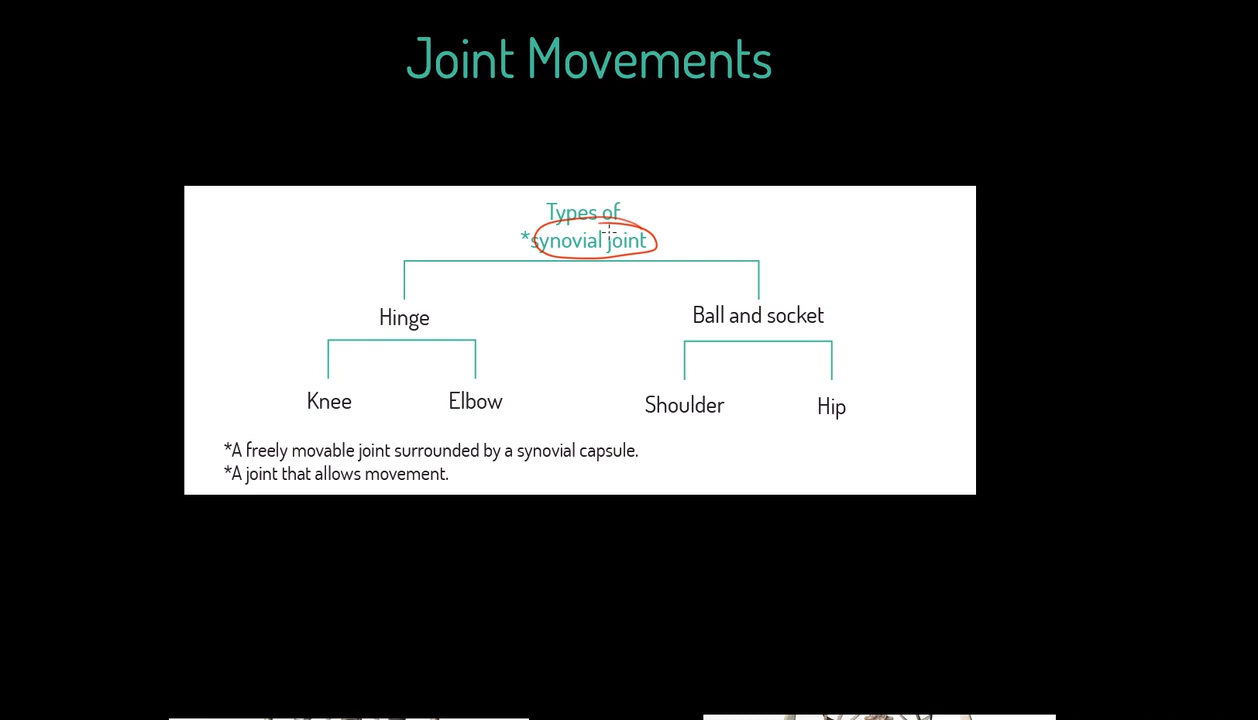 Joint Movements
Types of
*synovial joint
Hinge
Ball and socket
Knee
Elbow
Shoulder
Hip
*A freely movable joint surrounded by a synovial capsule.
*A joint that allows movement.